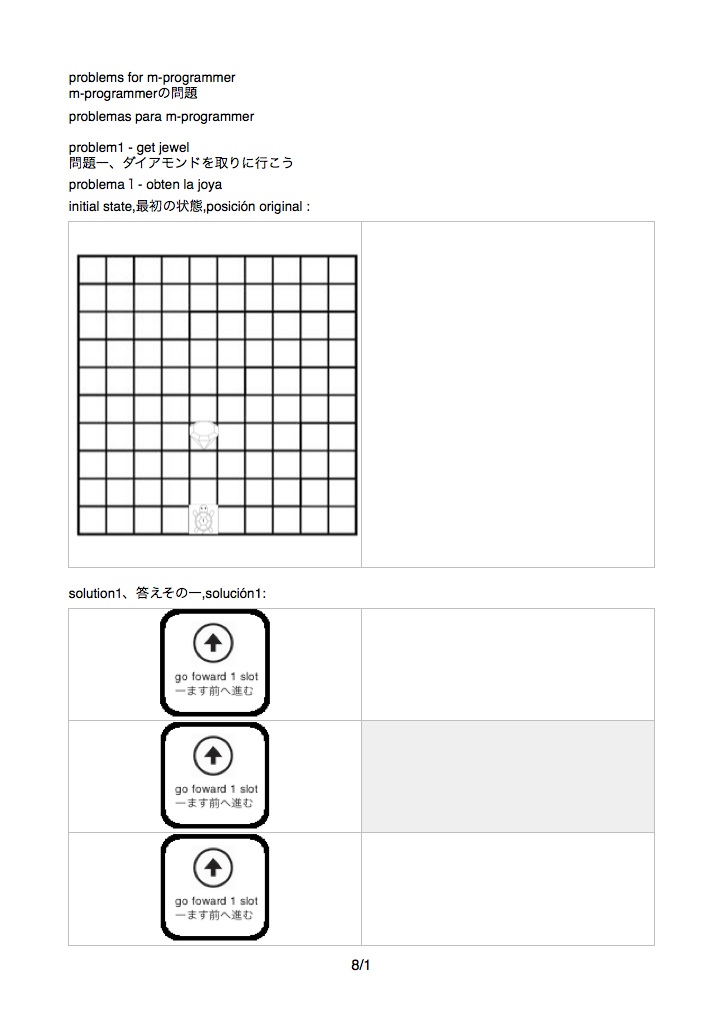 problems for m-programmer
m-programmerの問題
problemas para m-programmer
problem1 - get jewel
問題一、ダイアモンドを取りに行こう
problema 1 - obten la joya
initial state,最初の状態,posición original :
solution1、答えその一,solución1:
go foward 1 slot
一ます前へ進む
go foward 1 slot
一ます前へ進む
go foward 1 slot
一ます前へ進む
8/1